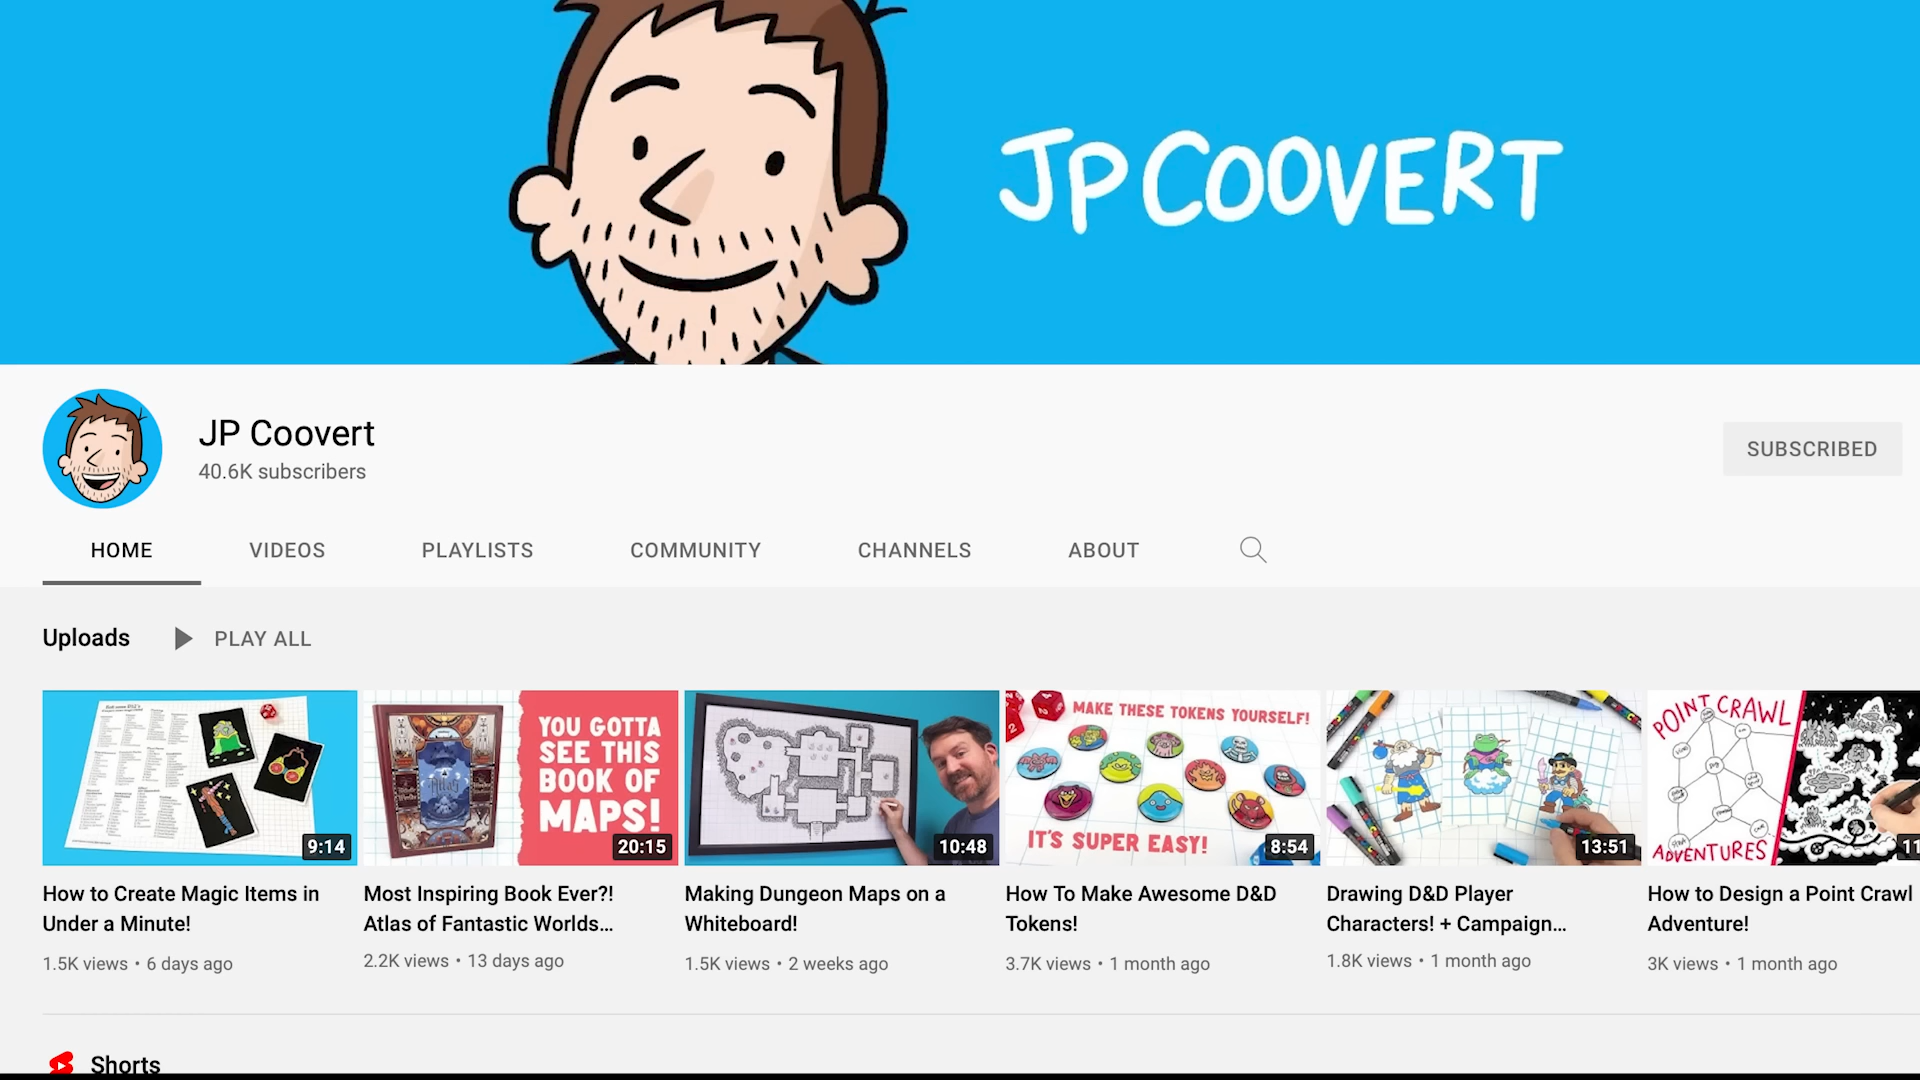 JP COOVERT
JP Coovert
40.6K subscribers
SUBSCRIBED
HOME VIDEOS PLAYLISTS COMMUNITY CHANNELS ABOUT
Uploads PLAY ALL
9:14
YOU GOTTA
SEE THIS
BOOK OF
MAPS!
20:15
10:48
MAKE THESE TOKENS YOURSELF!
IT'S SUPER EASY!
8:54
13:51
POINT CRAWL
ADVENTURES
11
How to Create Magic Items in
Under a Minute!
1.5K views • 6 days ago
Most Inspiring Book Ever?!
Atlas of Fantastic Worlds...
2.2K views • 13 days ago
Making Dungeon Maps on a
Whiteboard!
1.5K views • 2 weeks ago
How To Make Awesome D&D
Tokens!
3.7K views • 1 month ago
Drawing D&D Player
Characters! + Campaign...
1.8K views • 1 month ago
How to Design a Point Crawl
Adventure!
3K views • 1 month ago
Shorts